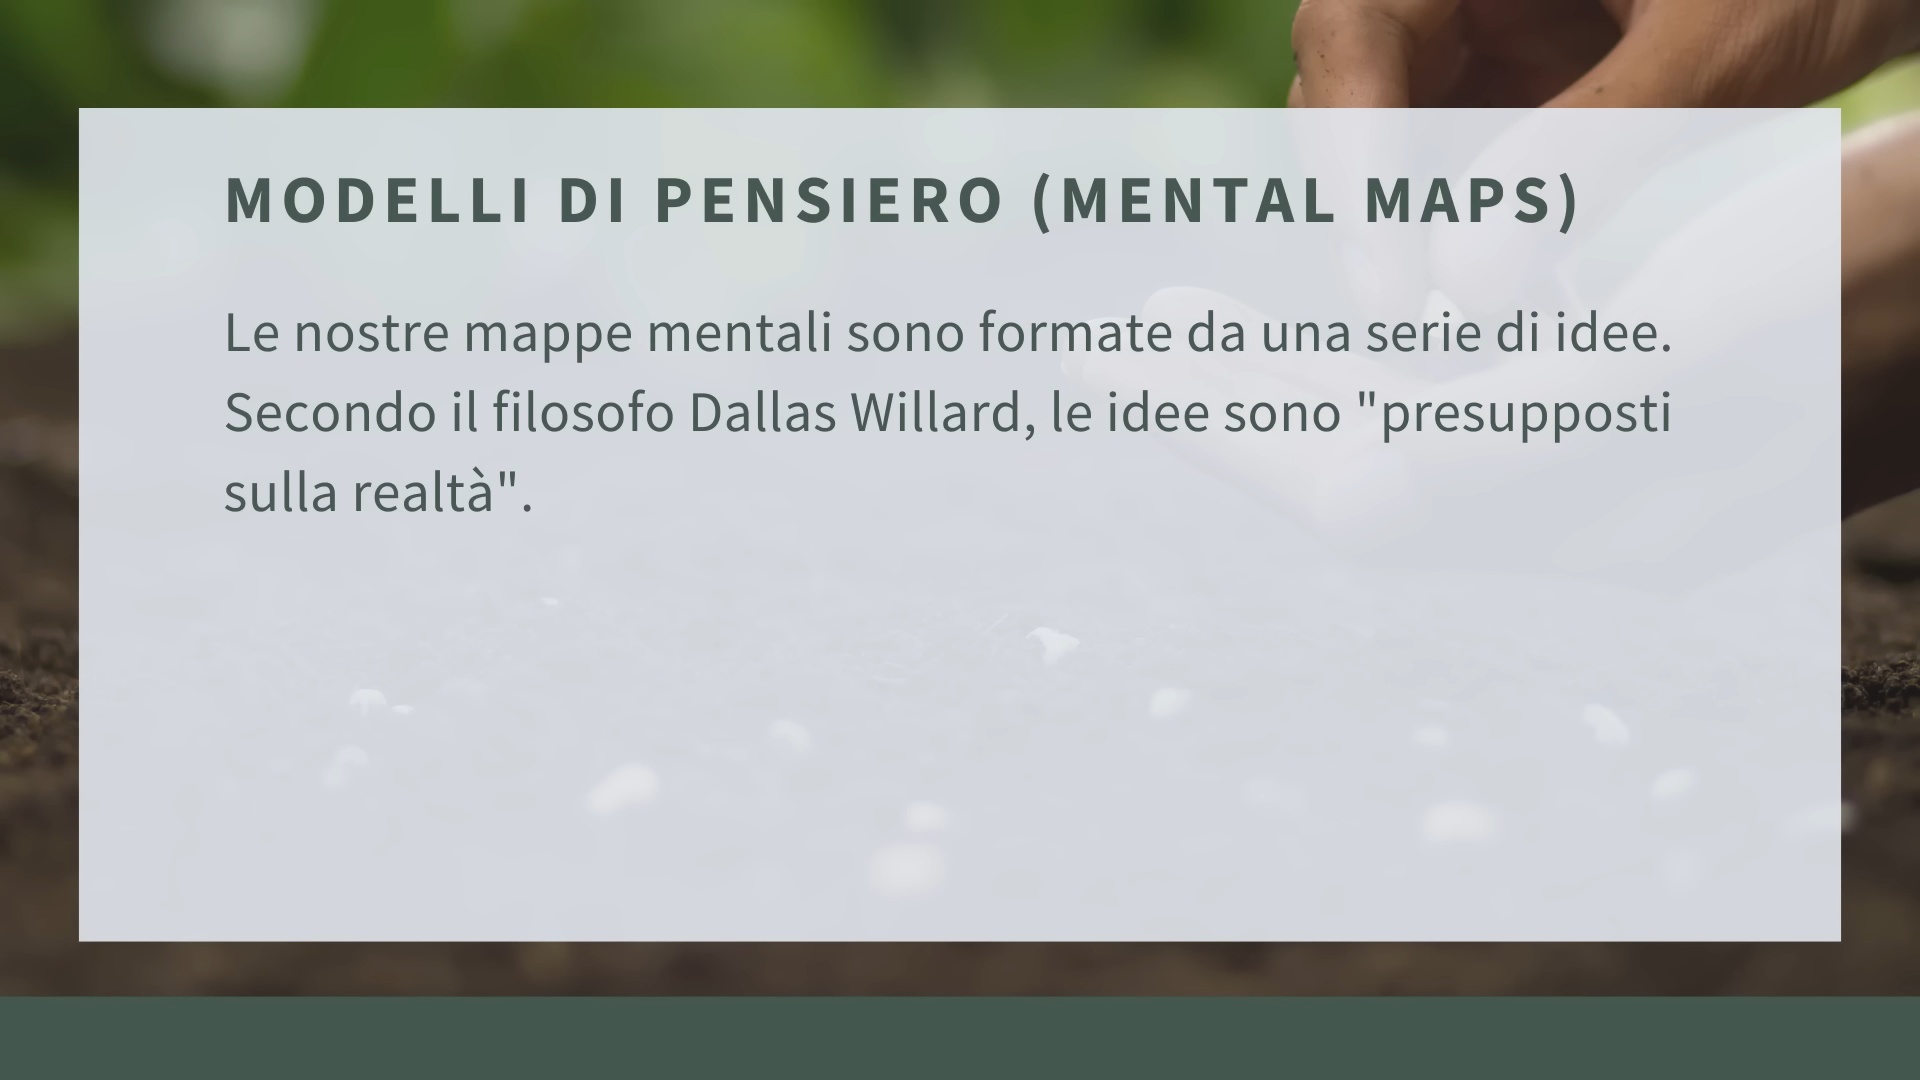 MODELLI DI PENSIERO (MENTAL MAPS)
Le nostre mappe mentali sono formate da una serie di idee.
Secondo il filosofo Dallas Willard, le idee sono "presupposti
sulla realtà".